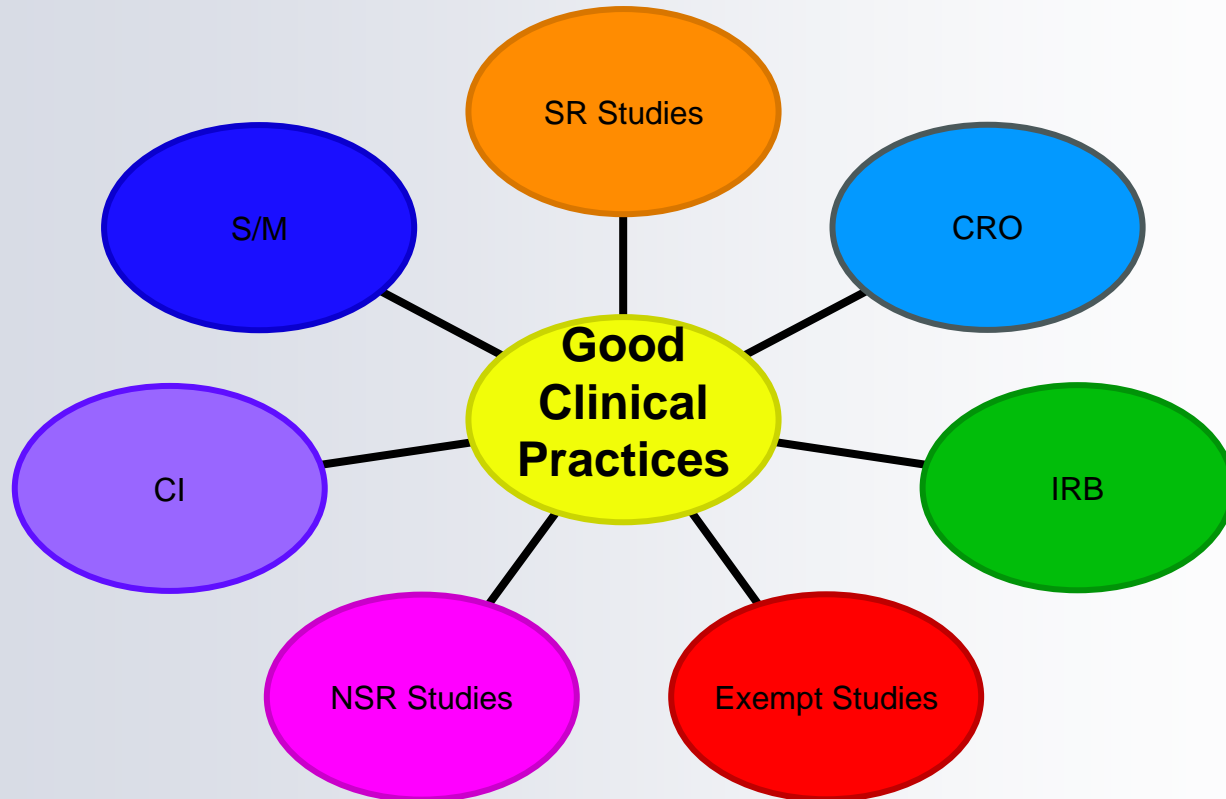 SR Studies
S/M
CRO
Good
Clinical
Practices
CI
IRB
NSR Studies
Exempt Studies